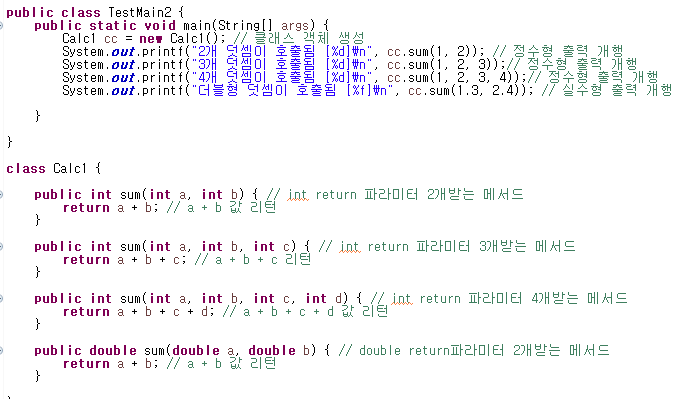 public class TestMain2 {
public static void main(String[] args) {
Calc1 cc = new Calc1(); // 클래스 객체 생성
System.out.printf("2개 덧셈이 호출됨 [%d]₩n", cc.sum(1, 2)); // 정수형 출력 개행
System.out.printf("3개 덧셈이 호출됨 [%d]₩n", cc.sum(1, 2, 3));// 정수형 출력 개행
System.out.printf("4개 덧셈이 호출됨 [%d]₩n", cc.sum(1, 2, 3, 4));// 정수형 출력 개행
System.out.printf("더블형 덧셈이 호출됨 [%f]₩n", cc.sum(1.3, 2.4)); // 실수형 출력 개행
}
}
class Calc1 {
public int sum(int a, int b) { // int return 파라미터 2개받는 메서드
return a + b; // a + b 값 리턴
}
public int sum(int a, int b, int c) { // int return 파라미터 3개받는 메서드
return a + b + c; // a + b + c 리턴
}
public int sum(int a, int b, int c, int d) { // int return 파라미터 4개받는 메서드
return a + b + c + d; // a + b + c + d 값 리턴
}
public double sum(double a, double b) { // double return파라미터 2개받는 메서드
return a + b; // a + b 값 리턴
}